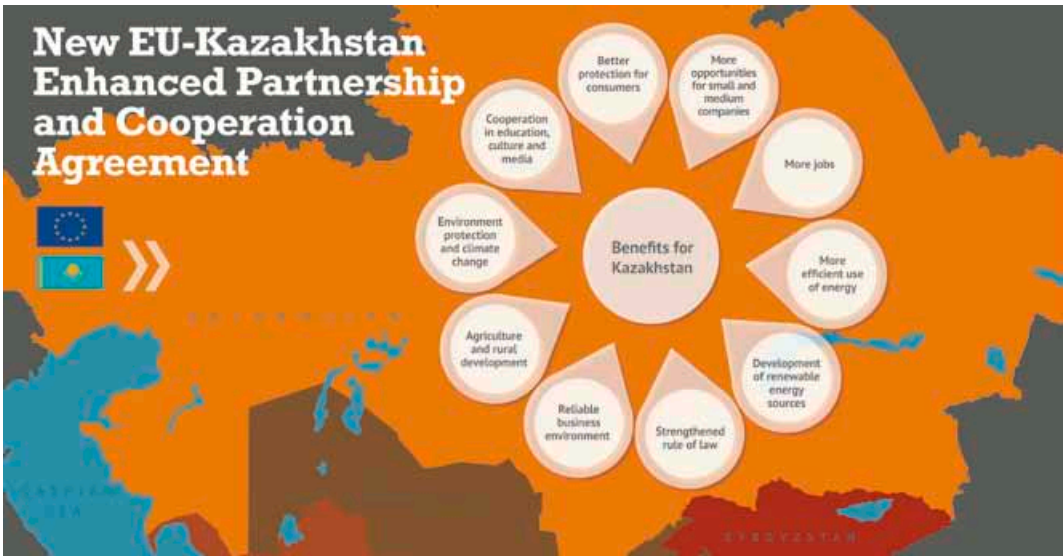 New EU-Kazakhstan
Enhanced Partnership
and Cooperation
Agreement
Better
protection for
consumers
More
opportunities
for small and
medium
companies
More jobs
More
efficient use
of energy
Development
of renewable
energy
sources
Strengthened
rule of law
Reliable
business
environment
Agriculture
and rural
development
Environment
protection
and climate
change
Cooperation
in education,
culture and
media
Benefits for
Kazakhstan
CASPIAN
SEA
KYRGYZSTAN